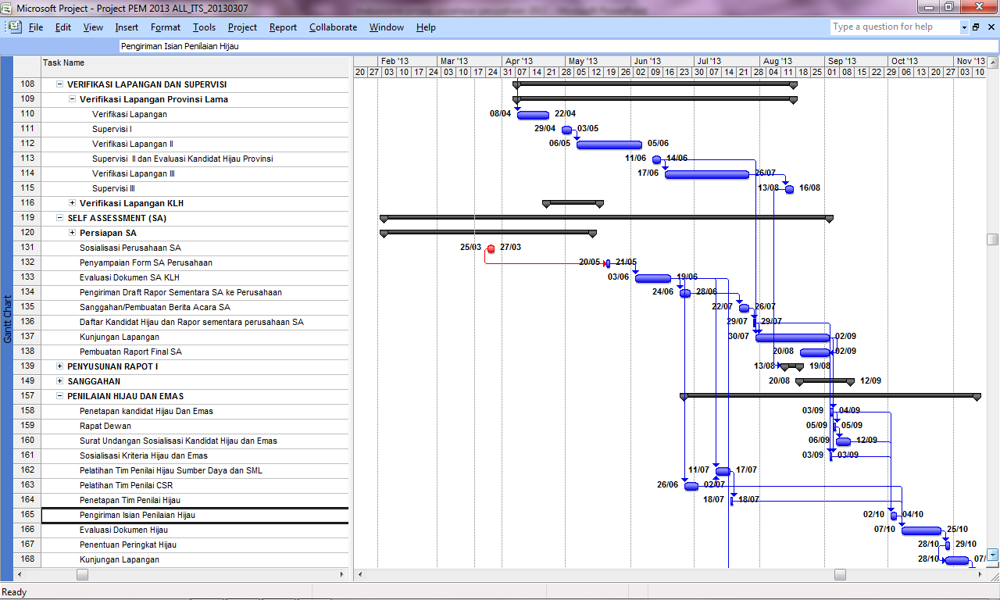 Microsoft Project - Project PEM 2013 ALL_ITS_20130307
File Edit View Insert Format Tools Project Report Collaborate Window Help
Type a question for help
Pengiriman Isian Penilaian Hijau
Task Name
Feb '13 Mar '13 Apr '13 May '13 Jun '13 Jul '13 Aug '13 Sep '13 Oct '13 Nov '13
20 27 03 10 17 24 03 10 17 24 31 07 14 21 28 05 12 19 26 02 09 16 23 30 07 14 21 28 04 11 18 25 01 08 15 22 29 06 13 20 27 03 10
108 VERIFIKASI LAPANGAN DAN SUPERVISI
109 Verifikasi Lapangan Provinsi Lama
110 Verifikasi Lapangan 08/04 22/04
111 Supervisi I 29/04 03/05
112 Verifikasi Lapangan II 06/05 05/06
113 Supervisi II dan Evaluasi Kandidat Hijau Provinsi 11/06 14/06
114 Verifikasi Lapangan III 17/06 26/07
115 Supervisi III 13/08 16/08
116 Verifikasi Lapangan KLH
119 SELF ASSESSMENT (SA)
120 Persiapan SA
131 Sosialisasi Perusahaan SA 25/03 27/03
132 Penyampaian Form SA Perusahaan 20/05 21/05
133 Evaluasi Dokumen SA KLH 03/06 19/06
134 Pengiriman Draft Rapor Sementara SA ke Perusahaan 24/06 28/06
135 Sanggahan/Pembuatan Berita Acara SA 22/07 26/07
136 Daftar Kandidat Hijau dan Rapor sementara perusahaan SA 29/07 29/07
137 Kunjungan Lapangan 30/07 02/09
138 Pembuatan Raport Final SA 20/08 02/09
139 PENYUSUNAN RAPOT I 13/08 19/08
149 SANGGAHAN 20/08 12/09
157 PENILAIAN HIJAU DAN EMAS
158 Penetapan kandidat Hijau Dan Emas 03/09 04/09
159 Rapat Dewan 05/09 05/09
160 Surat Undangan Sosialisasi Kandidat Hijau dan Emas 06/09 12/09
161 Sosialisasi Kriteria Hijau dan Emas 03/09 03/09
162 Pelatihan Tim Penilai Hijau Sumber Daya dan SML 11/07 17/07
163 Pelatihan Tim Penilai CSR 26/06 02/07
164 Penetapan Tim Penilai Hijau 18/07 18/07
165 Pengiriman Isian Penilaian Hijau 02/10 04/10
166 Evaluasi Dokumen Hijau 07/10 25/10
167 Penentuan Peringkat Hijau 28/10 29/10
168 Kunjungan Lapangan 28/10 07/
Gantt Chart
Ready